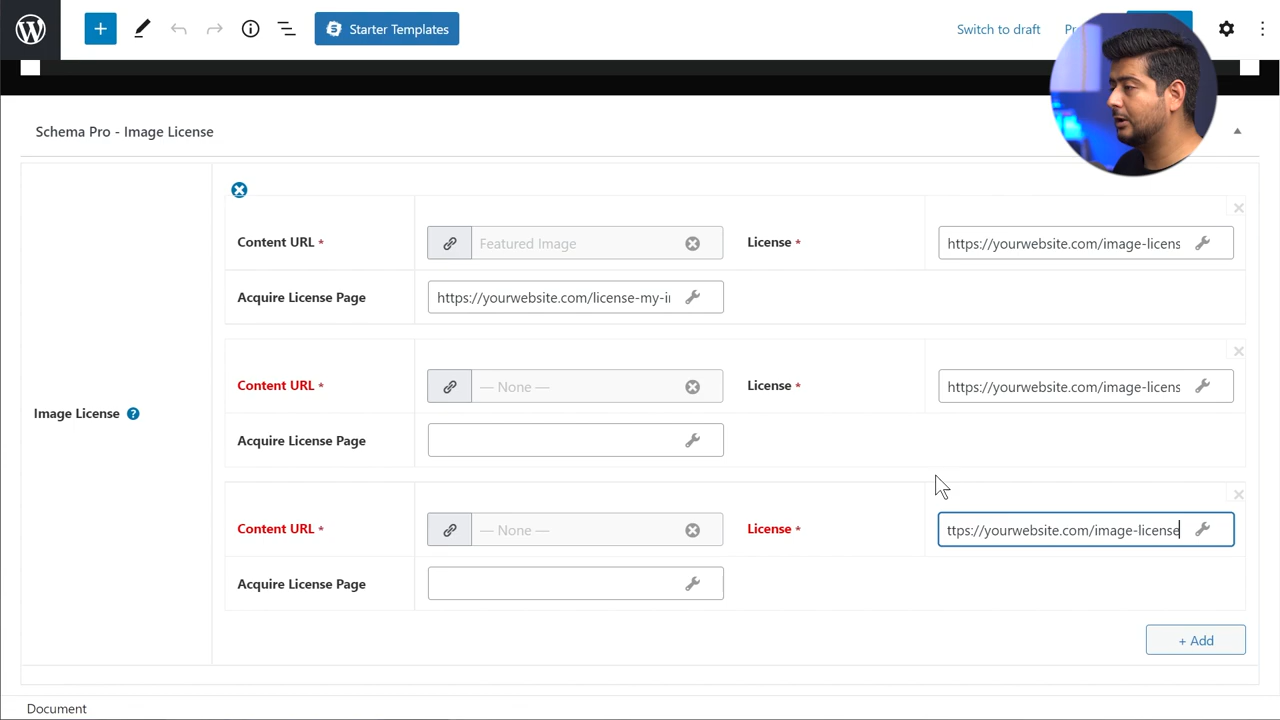 Starter Templates
Switch to draft
Schema Pro - Image License
Content URL *
Featured Image
License *
https://yourwebsite.com/image-licens
Acquire License Page
https://yourwebsite.com/license-my-i
Content URL *
— None —
License *
https://yourwebsite.com/image-licens
Image License ?
Acquire License Page
Content URL *
— None —
License *
ttps://yourwebsite.com/image-license
Acquire License Page
+ Add
Document